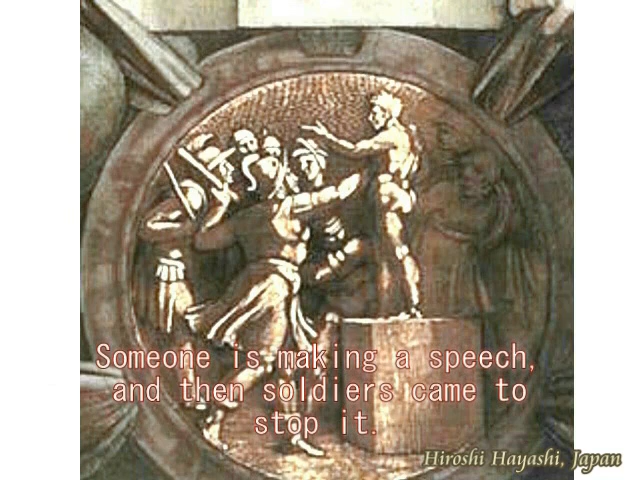 Someone is making a speech,
and then soldiers came to
stop it.
Hiroshi Hayashi, Japan